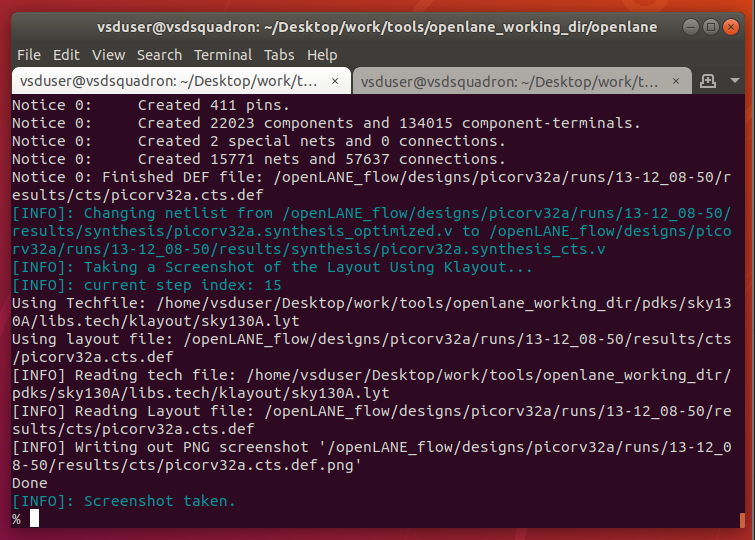 vsduser@vsdsquadron: ~/Desktop/work/tools/openlane_working_dir/openlane
File Edit View Search Terminal Tabs Help
vsduser@vsdsquadron: ~/Desktop/work/t... × vsduser@vsdsquadron: ~/Desktop/work/t... ×
Notice 0:     Created 411 pins.
Notice 0:     Created 22023 components and 134015 component-terminals.
Notice 0:     Created 2 special nets and 0 connections.
Notice 0:     Created 15771 nets and 57637 connections.
Notice 0: Finished DEF file: /openLANE_flow/designs/picorv32a/runs/13-12_08-50/r
esults/cts/picorv32a.cts.def
[INFO]: Changing netlist from /openLANE_flow/designs/picorv32a/runs/13-12_08-50/
results/synthesis/picorv32a.synthesis_optimized.v to /openLANE_flow/designs/pico
rv32a/runs/13-12_08-50/results/synthesis/picorv32a.synthesis_cts.v
[INFO]: Taking a Screenshot of the Layout Using Klayout...
[INFO]: current step index: 15
Using Techfile: /home/vsduser/Desktop/work/tools/openlane_working_dir/pdks/sky13
0A/libs.tech/klayout/sky130A.lyt
Using layout file: /openLANE_flow/designs/picorv32a/runs/13-12_08-50/results/cts
/picorv32a.cts.def
[INFO] Reading tech file: /home/vsduser/Desktop/work/tools/openlane_working_dir/
pdks/sky130A/libs.tech/klayout/sky130A.lyt
[INFO] Reading Layout file: /openLANE_flow/designs/picorv32a/runs/13-12_08-50/re
sults/cts/picorv32a.cts.def
[INFO] Writing out PNG screenshot '/openLANE_flow/designs/picorv32a/runs/13-12_0
8-50/results/cts/picorv32a.cts.def.png'
Done
[INFO]: Screenshot taken.
%